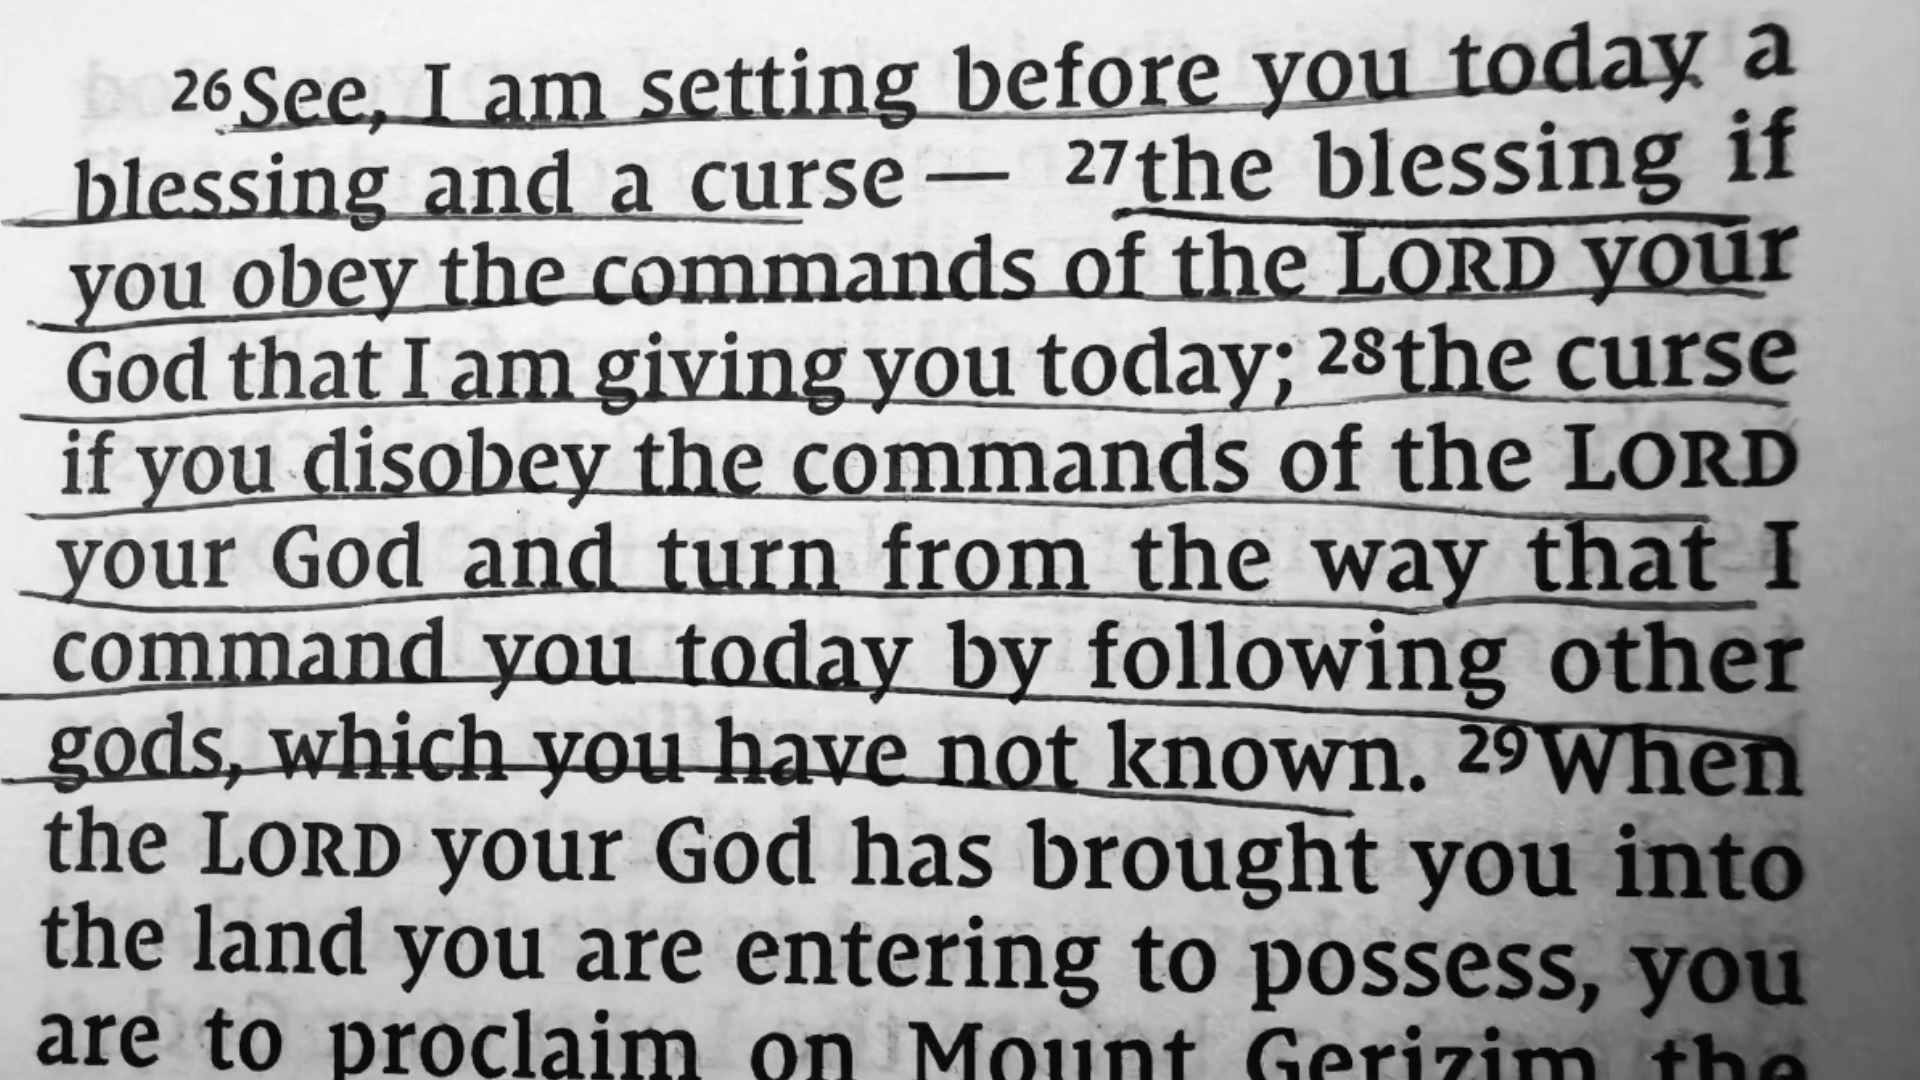 26See, I am setting before you today a
blessing and a curse— 27the blessing if
you obey the commands of the LORD your
God that I am giving you today; 28the curse
if you disobey the commands of the LORD
your God and turn from the way that I
command you today by following other
gods, which you have not known. 29When
the LORD your God has brought you into
the land you are entering to possess, you
are to proclaim on Mount Gerizim the